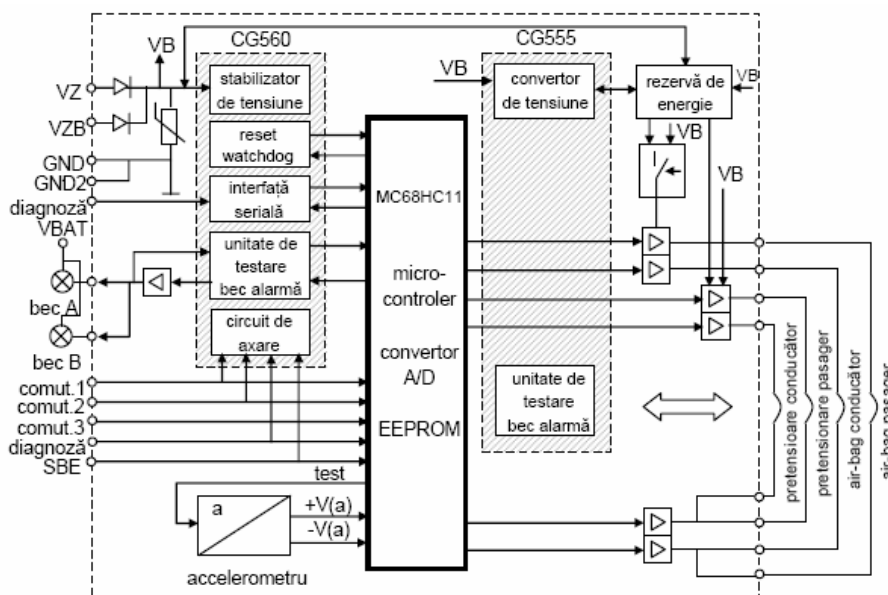 VB
CG560
CG555
VZ
VZB
GND
GND2
diagnoză
VBAT
bec A
bec B
comut.1
comut.2
comut.3
diagnoză
SBE
stabilizator
de tensiune
reset
watchdog
interfață
serială
unitate de
testare
bec alarmă
circuit de
axare
test
a
+V(a)
-V(a)
accelerometru
MC68HC11
micro-
controler
convertor
A/D
EEPROM
VB
convertor
de tensiune
unitate de
testare
bec alarmă
rezervă de
energie
VB
VB
VB
pretensioare conducător
pretensionare pasager
air-bag conducător
air-bag pasager